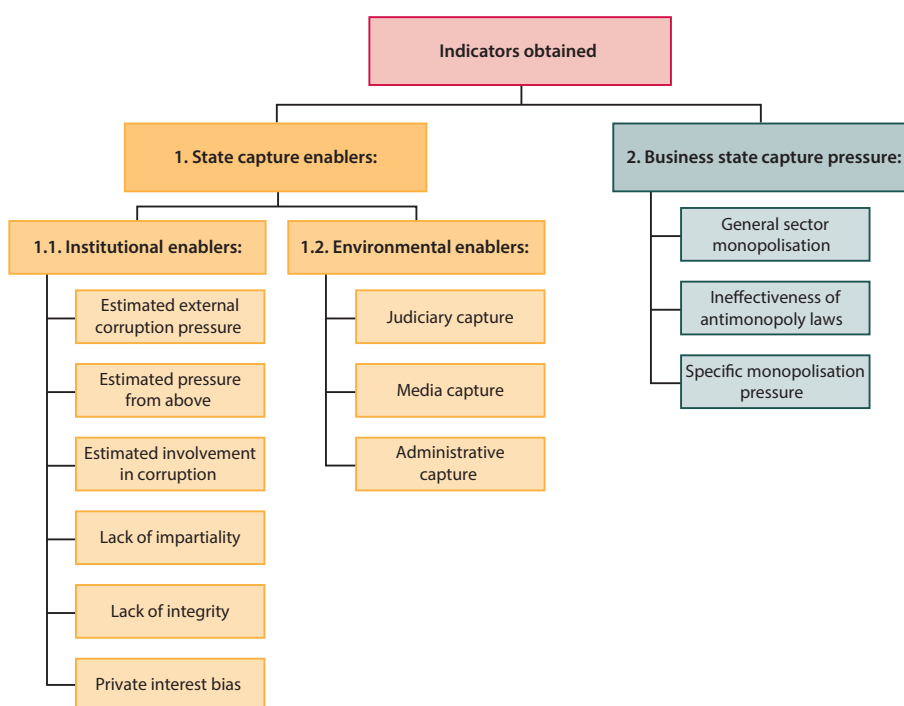 Indicators obtained
1. State capture enablers:
2. Business state capture pressure:
1.1. Institutional enablers:
1.2. Environmental enablers:
Estimated external
corruption pressure
Estimated pressure
from above
Estimated involvement
in corruption
Lack of impartiality
Lack of integrity
Private interest bias
Judiciary capture
Media capture
Administrative
capture
General sector
monopolisation
Ineffectiveness of
antimonopoly laws
Specific monopolisation
pressure